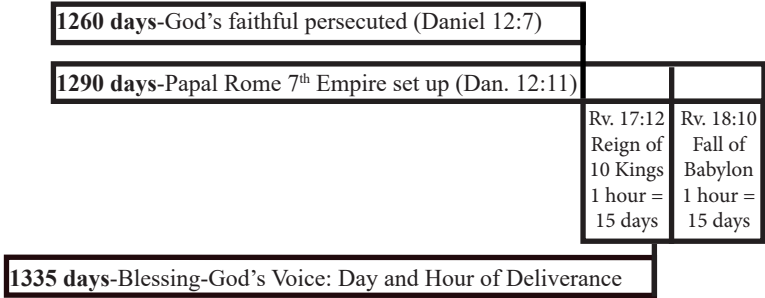 1260 days-God’s faithful persecuted (Daniel 12:7)
1290 days-Papal Rome 7th Empire set up (Dan. 12:11)
Rv. 17:12
Reign of
10 Kings
1 hour =
15 days
Rv. 18:10
Fall of
Babylon
1 hour =
15 days
1335 days-Blessing-God’s Voice: Day and Hour of Deliverance